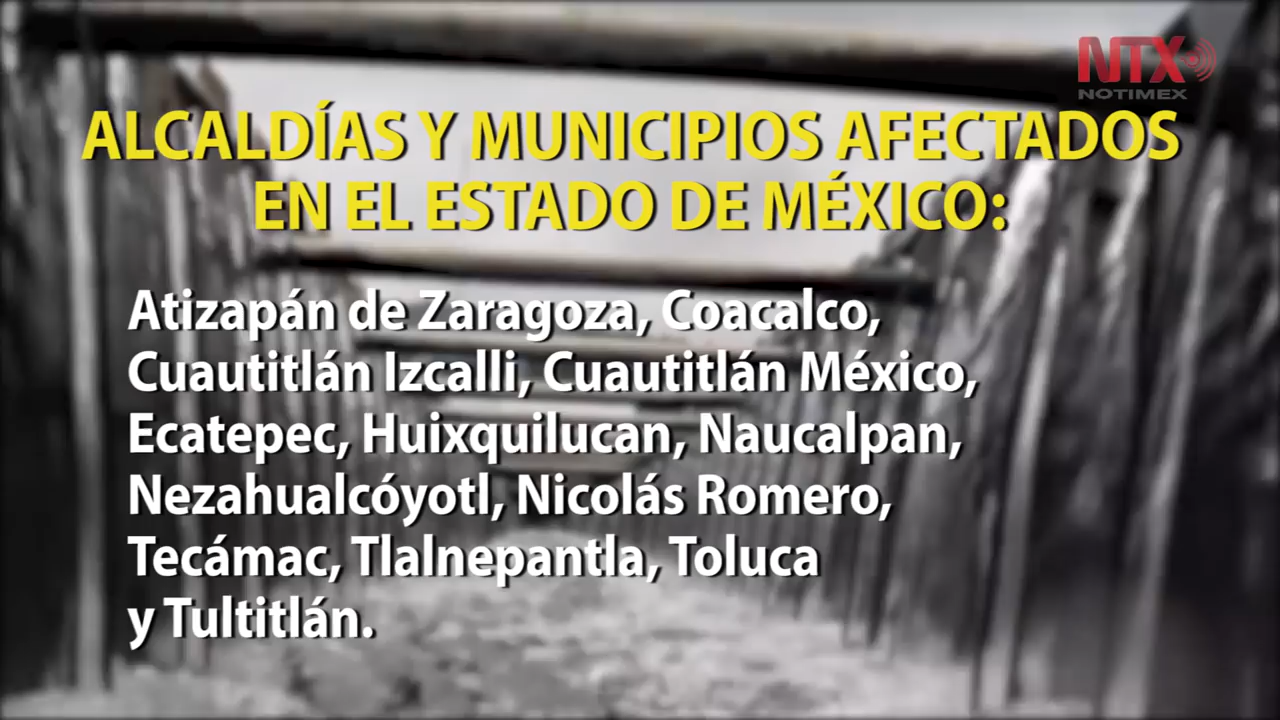 NTX
NOTIMEX
ALCALDÍAS Y MUNICIPIOS AFECTADOS
EN EL ESTADO DE MÉXICO:
Atizapán de Zaragoza, Coacalco,
Cuautitlán Izcalli, Cuautitlán México,
Ecatepec, Huixquilucan, Naucalpan,
Nezahualcóyotl, Nicolás Romero,
Tecámac, Tlalnepantla, Toluca
y Tultitlán.